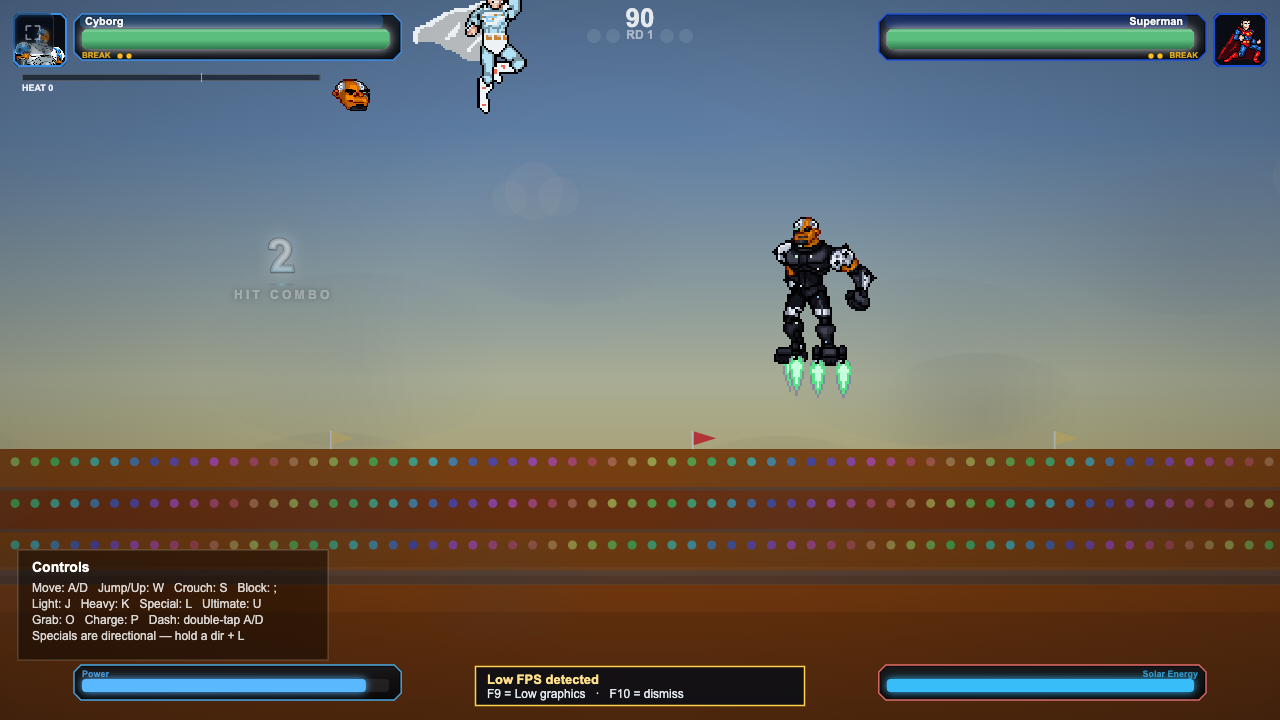 Cyborg
90
Superman
RD 1
BREAK
BREAK
HEAT 0
2
HIT COMBO
Controls
Move: A/D Jump/Up: W Crouch: S Block: ;
Light: J Heavy: K Special: L Ultimate: U
Grab: O Charge: P Dash: double-tap A/D
Specials are directional — hold a dir + L
Power
Low FPS detected
F9 = Low graphics · F10 = dismiss
Solar Energy